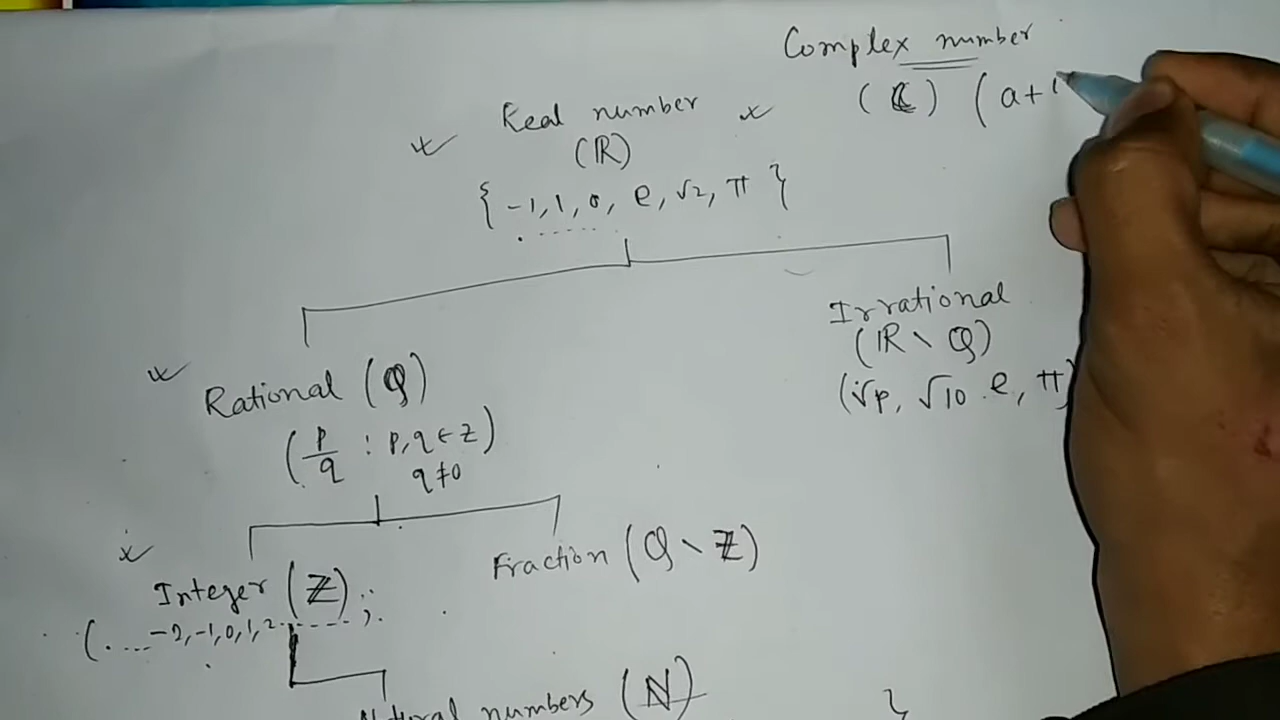 Complex number
(ℂ) (a+i
Real number
(ℝ)
{ -1, 1, 0, e, √2, π }
Irrational
(ℝ \ ℚ)
(√p, √10 e, π)
Rational (ℚ)
(p/q : p, q ∈ z)
q≠0
Fraction (ℚ \ ℤ)
Integer (ℤ)
(.... -2, -1, 0, 1, 2 ------
Natural numbers (ℕ)